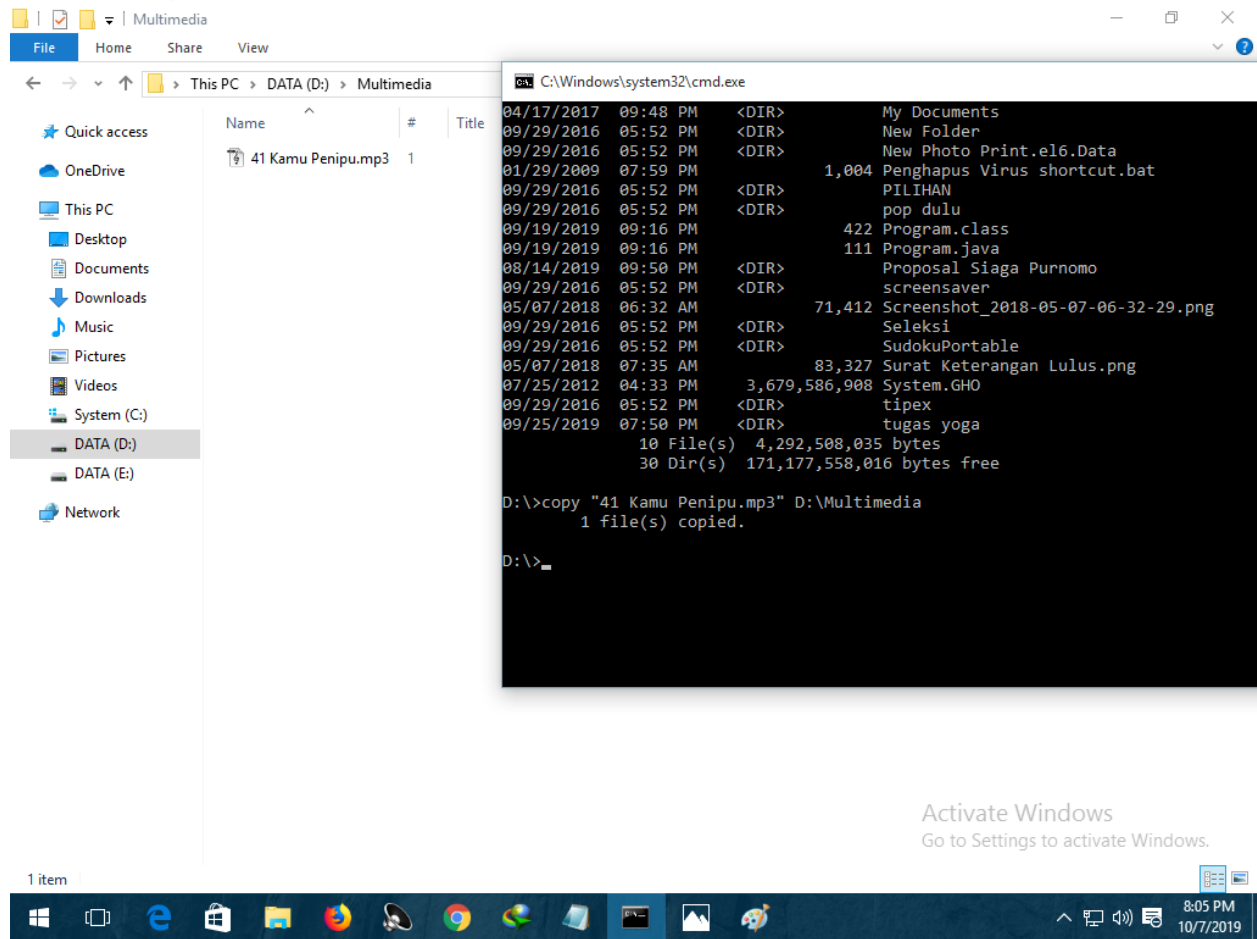 Multimedia
File Home Share View
This PC > DATA (D:) > Multimedia
Quick access
OneDrive
This PC
Desktop
Documents
Downloads
Music
Pictures
Videos
System (C:)
DATA (D:)
DATA (E:)
Network
Name # Title
41 Kamu Penipu.mp3 1
C:\Windows\system32\cmd.exe
04/17/2017 09:48 PM <DIR> My Documents
09/29/2016 05:52 PM <DIR> New Folder
09/29/2016 05:52 PM <DIR> New Photo Print.el6.Data
01/29/2009 07:59 PM 1,004 Penghapus Virus shortcut.bat
09/29/2016 05:52 PM <DIR> PILIHAN
09/29/2016 05:52 PM <DIR> pop dulu
09/19/2019 09:16 PM 422 Program.class
09/19/2019 09:16 PM 111 Program.java
08/14/2019 09:50 PM <DIR> Proposal Siaga Purnomo
09/29/2016 05:52 PM <DIR> screensaver
05/07/2018 06:32 AM 71,412 Screenshot_2018-05-07-06-32-29.png
09/29/2016 05:52 PM <DIR> Seleksi
09/29/2016 05:52 PM <DIR> SudokuPortable
05/07/2018 07:35 AM 83,327 Surat Keterangan Lulus.png
07/25/2012 04:33 PM 3,679,586,908 System.GHO
09/29/2016 05:52 PM <DIR> tipex
09/25/2019 07:50 PM <DIR> tugas yoga
10 File(s) 4,292,508,035 bytes
30 Dir(s) 171,177,558,016 bytes free
D:\>copy "41 Kamu Penipu.mp3" D:\Multimedia
1 file(s) copied.
D:\>_
Activate Windows
Go to Settings to activate Windows.
1 item
8:05 PM
10/7/2019